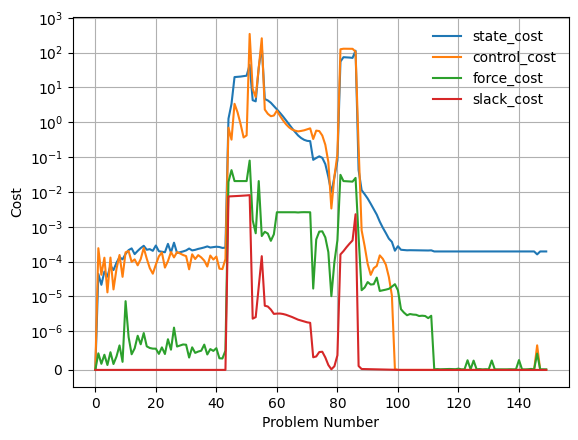 10³
10²
10¹
10⁰
10⁻¹
10⁻²
10⁻³
10⁻⁴
10⁻⁵
10⁻⁶
0
Cost
state_cost
control_cost
force_cost
slack_cost
0 20 40 60 80 100 120 140
Problem Number